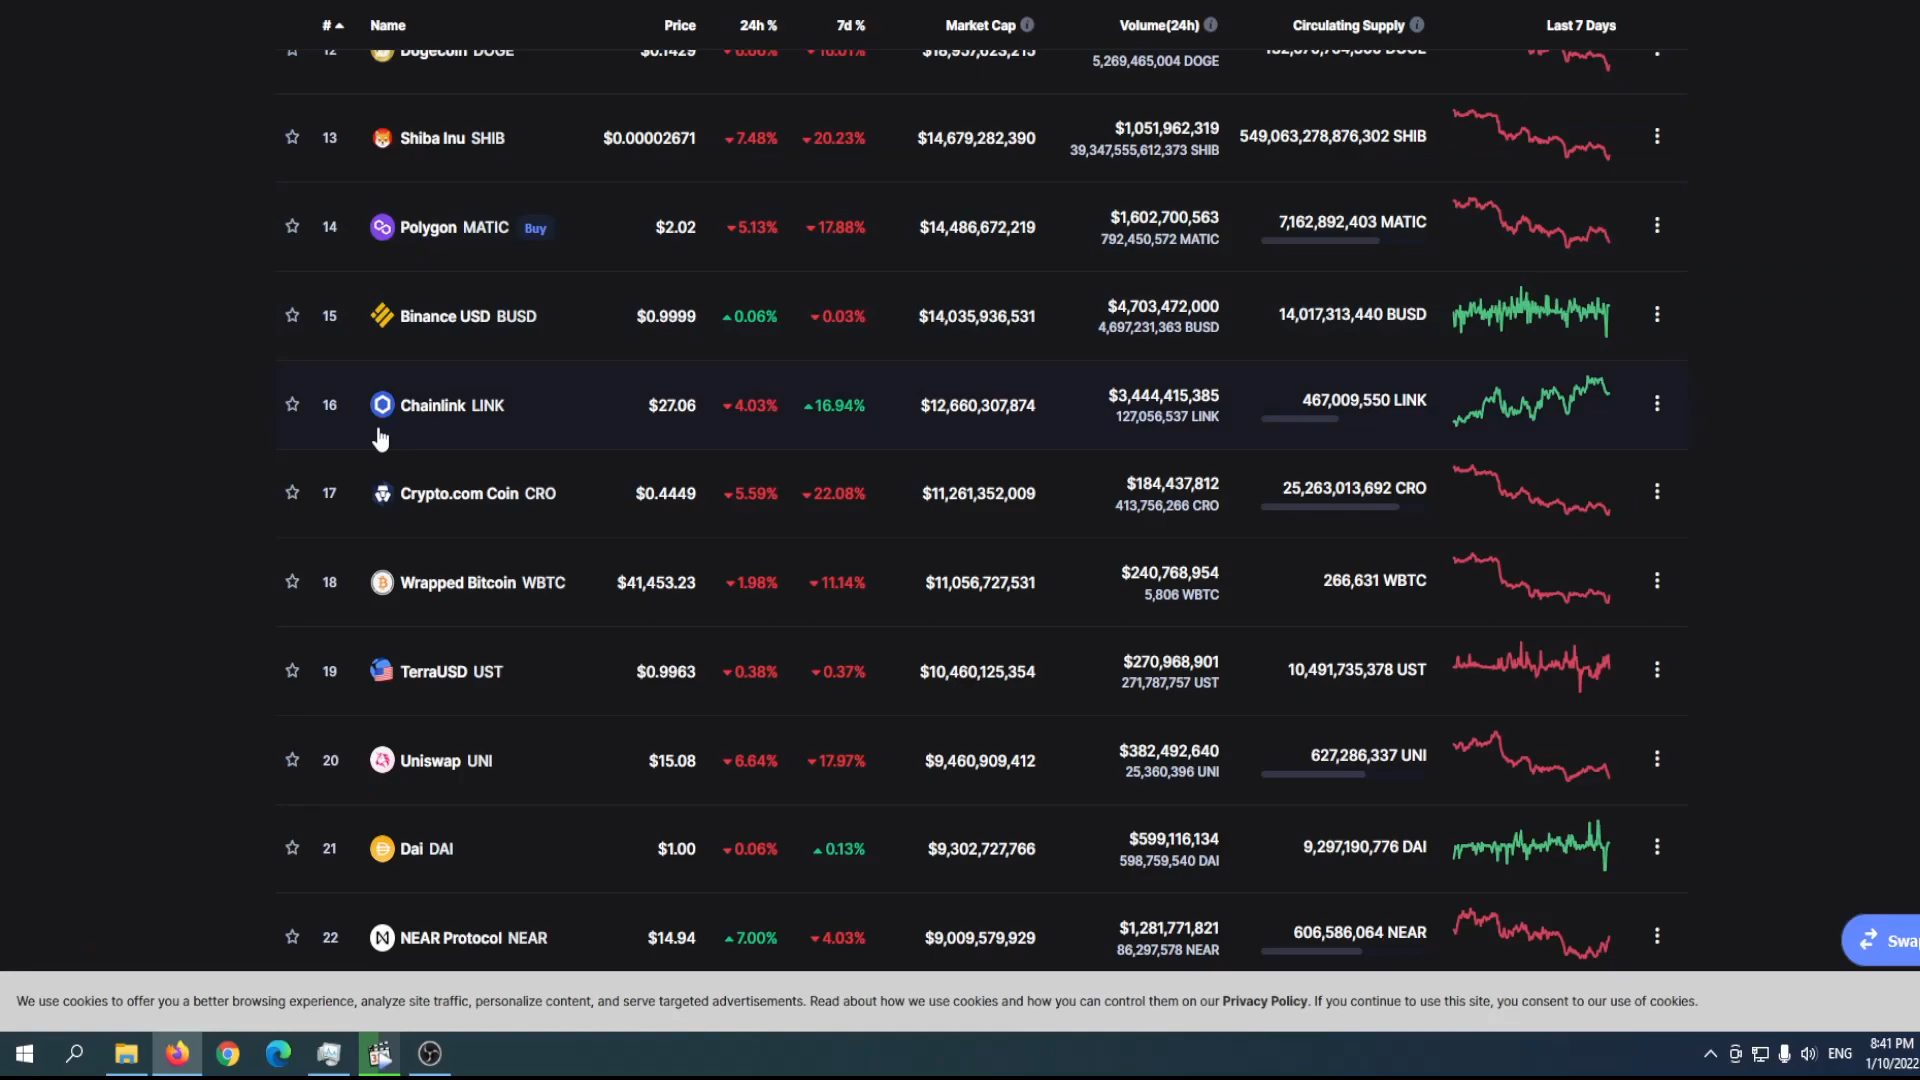 # Name Price 24h % 7d % Market Cap Volume(24h) Circulating Supply Last 7 Days
12 Dogecoin DOGE $0.1429 16.01% $18,957,623,215 DOGE
5,269,465,004 DOGE
13 Shiba Inu SHIB $0.00002671 7.48% 20.23% $14,679,282,390 $1,051,962,319 549,063,278,876,302 SHIB
39,347,555,612,373 SHIB
14 Polygon MATIC Buy $2.02 5.13% 17.88% $14,486,672,219 $1,602,700,563 7,162,892,403 MATIC
792,450,572 MATIC
15 Binance USD BUSD $0.9999 0.06% 0.03% $14,035,936,531 $4,703,472,000 14,017,313,440 BUSD
4,697,231,363 BUSD
16 Chainlink LINK $27.06 4.03% 16.94% $12,660,307,874 $3,444,415,385 467,009,550 LINK
127,056,537 LINK
17 Crypto.com Coin CRO $0.4449 5.59% 22.08% $11,261,352,009 $184,437,812 25,263,013,692 CRO
413,756,266 CRO
18 Wrapped Bitcoin WBTC $41,453.23 1.98% 11.14% $11,056,727,531 $240,768,954 266,631 WBTC
5,806 WBTC
19 TerraUSD UST $0.9963 0.38% 0.37% $10,460,125,354 $270,968,901 10,491,735,378 UST
271,787,757 UST
20 Uniswap UNI $15.08 6.64% 17.97% $9,460,909,412 $382,492,640 627,286,337 UNI
25,360,396 UNI
21 Dai DAI $1.00 0.06% 0.13% $9,302,727,766 $599,116,134 9,297,190,776 DAI
598,759,540 DAI
22 NEAR Protocol NEAR $14.94 7.00% 4.03% $9,009,579,929 $1,281,771,821 606,586,064 NEAR
86,297,578 NEAR
Swa
We use cookies to offer you a better browsing experience, analyze site traffic, personalize content, and serve targeted advertisements. Read about how we use cookies and how you can control them on our Privacy Policy. If you continue to use this site, you consent to our use of cookies.
ENG 8:41 PM
1/10/2022